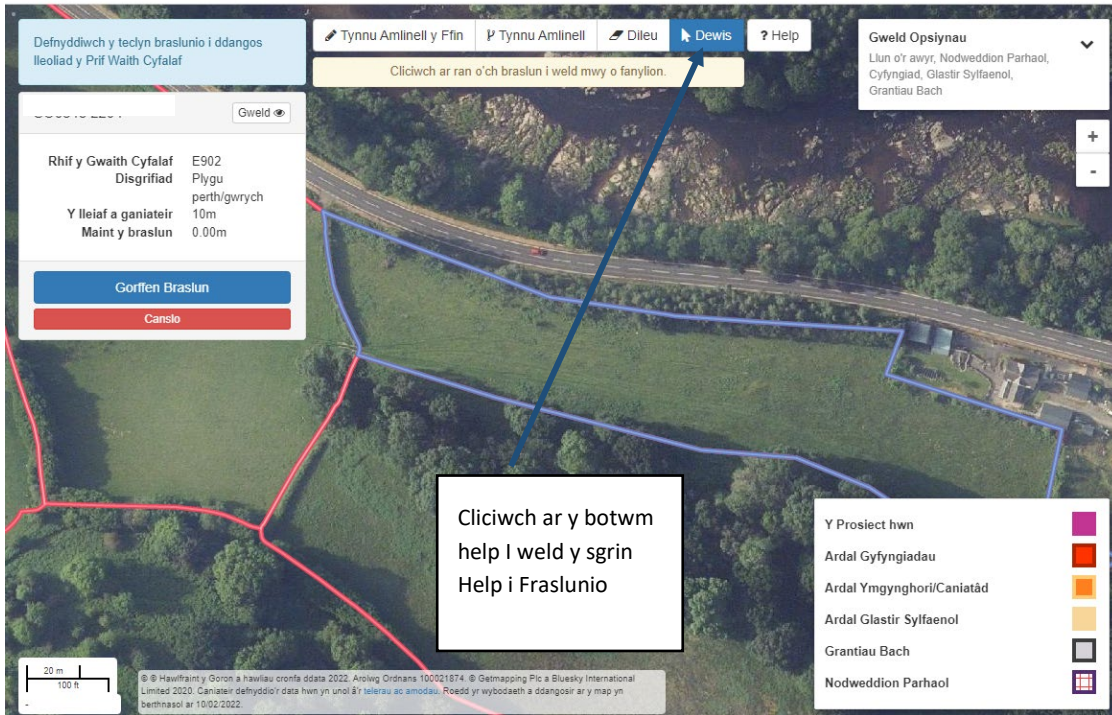 Defnyddiwch y teclyn braslunio i ddangos
lleoliad y Prif Waith Cyfalaf
Tynnu Amlinell y Ffin
Tynnu Amlinell
Dileu
Dewis
? Help
Cliciwch ar ran o'ch braslun i weld mwy o fanylion.
Gweld Opsiynau
Llun o'r awyr, Nodweddion Parhaol,
Cyfyngiad, Glastir Sylfaenol,
Grantiau Bach
+
-
Gweld
Rhif y Gwaith Cyfalaf E902
Disgrifiad Plygu
perth/gwrych
Y lleiaf a ganiateir 10m
Maint y braslun 0.00m
Gorffen Braslun
Canslo
Cliciwch ar y botwm
help I weld y sgrin
Help i Fraslunio
Y Prosiect hwn
Ardal Gyfyngiadau
Ardal Ymgynghori/Caniatâd
Ardal Glastir Sylfaenol
Grantiau Bach
Nodweddion Parhaol
20 m
100 ft
-
© ® Hawlfraint y Goron a hawliau cronfa ddata 2022. Arolwg Ordnans 100021874. © Getmapping Plc a Bluesky International
Limited 2020. Caniateir defnyddio'r data hwn yn unol â'r telerau ac amodau. Roedd yr wybodaeth a ddangosir ar y map yn
berthnasol ar 10/02/2022.